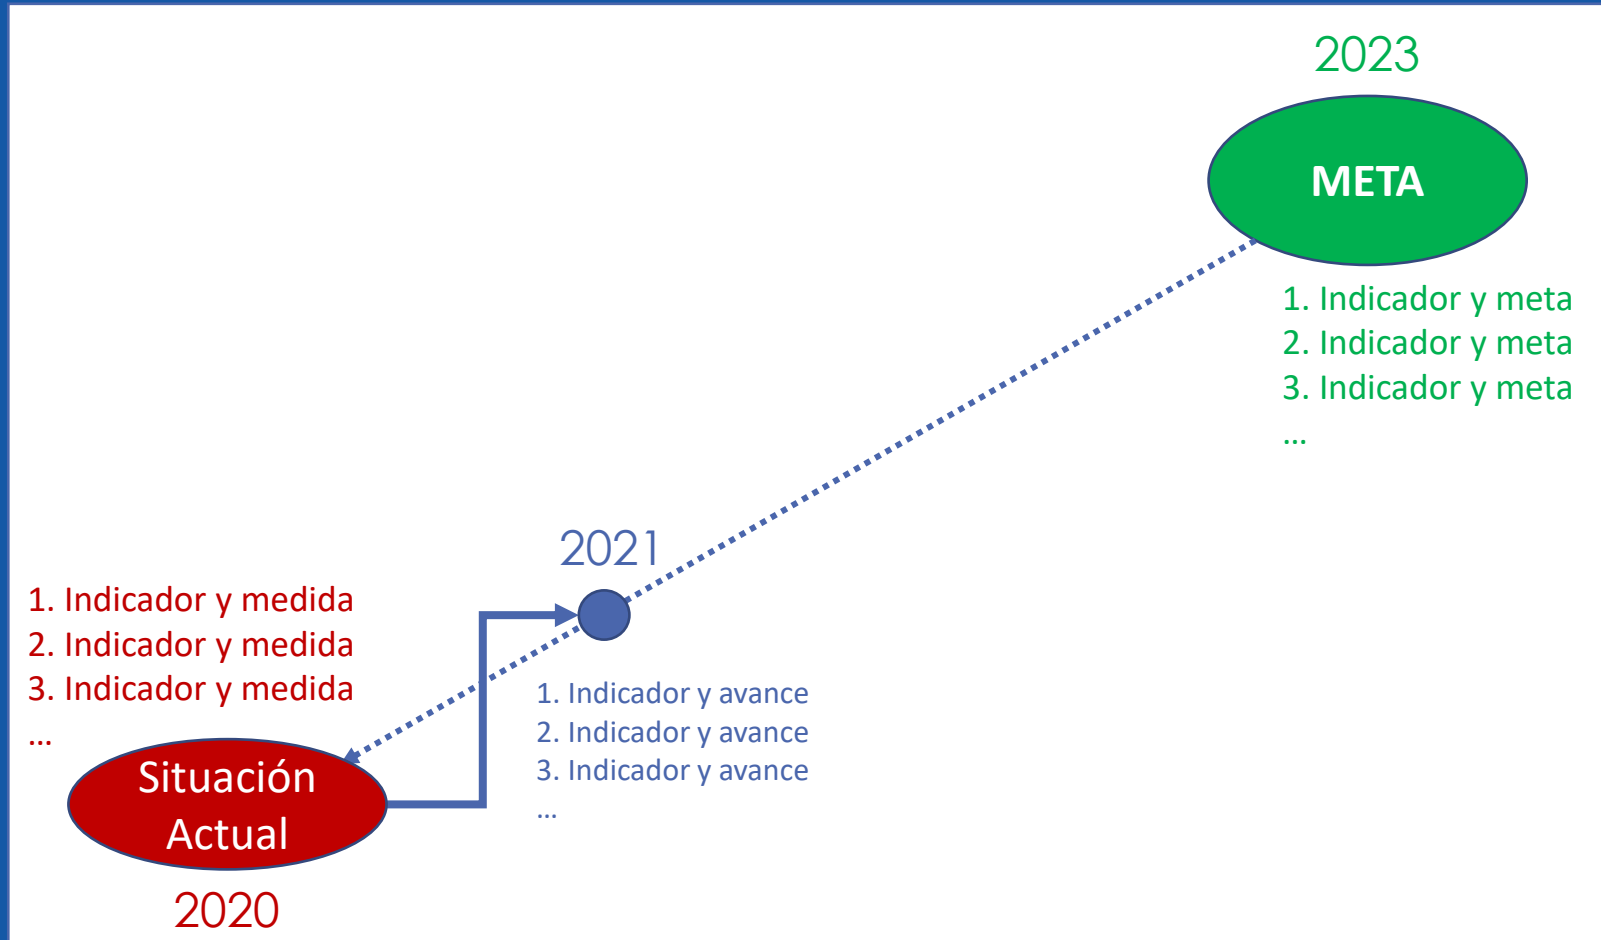 2023
META
1. Indicador y meta
2. Indicador y meta
3. Indicador y meta
...
2021
1. Indicador y avance
2. Indicador y avance
3. Indicador y avance
...
1. Indicador y medida
2. Indicador y medida
3. Indicador y medida
...
Situación
Actual
2020